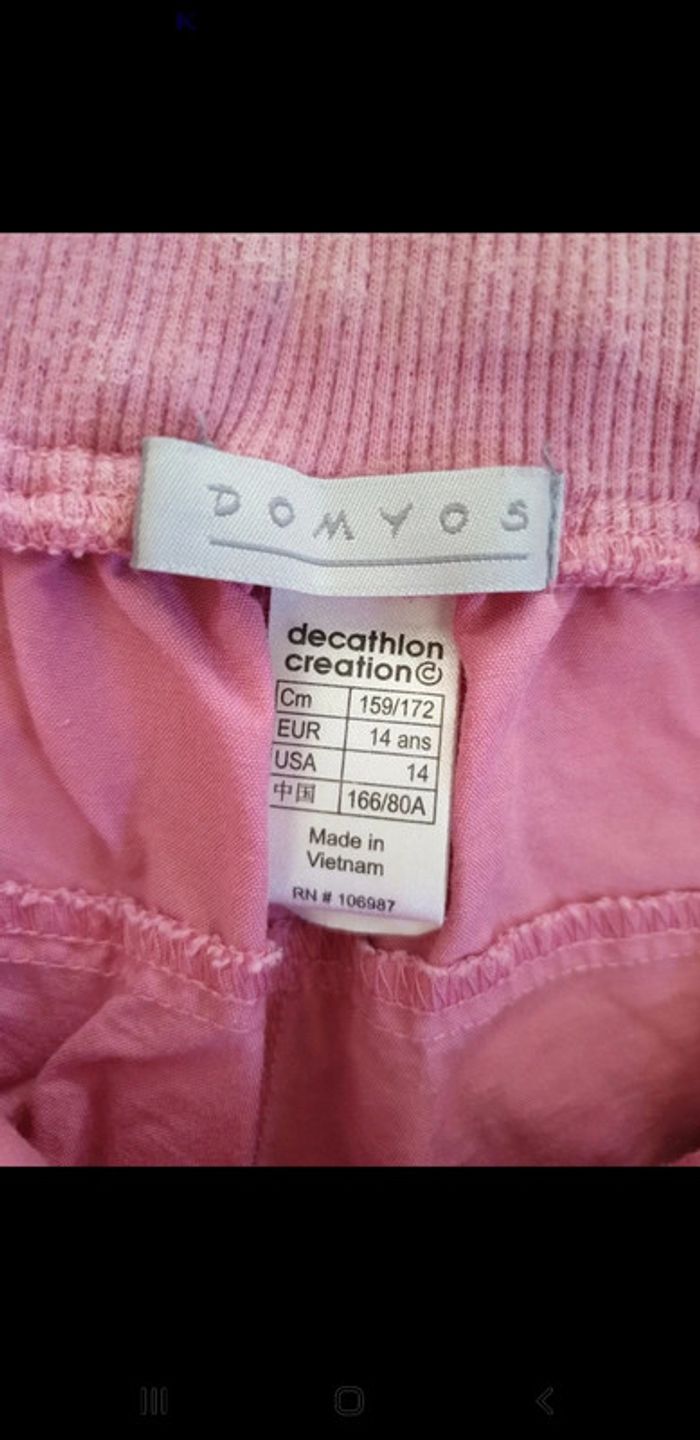 DOMYOS
decathlon
creation©
Cm 159/172
EUR 14 ans
USA 14
中国 166/80A
Made in
Vietnam
RN # 106987